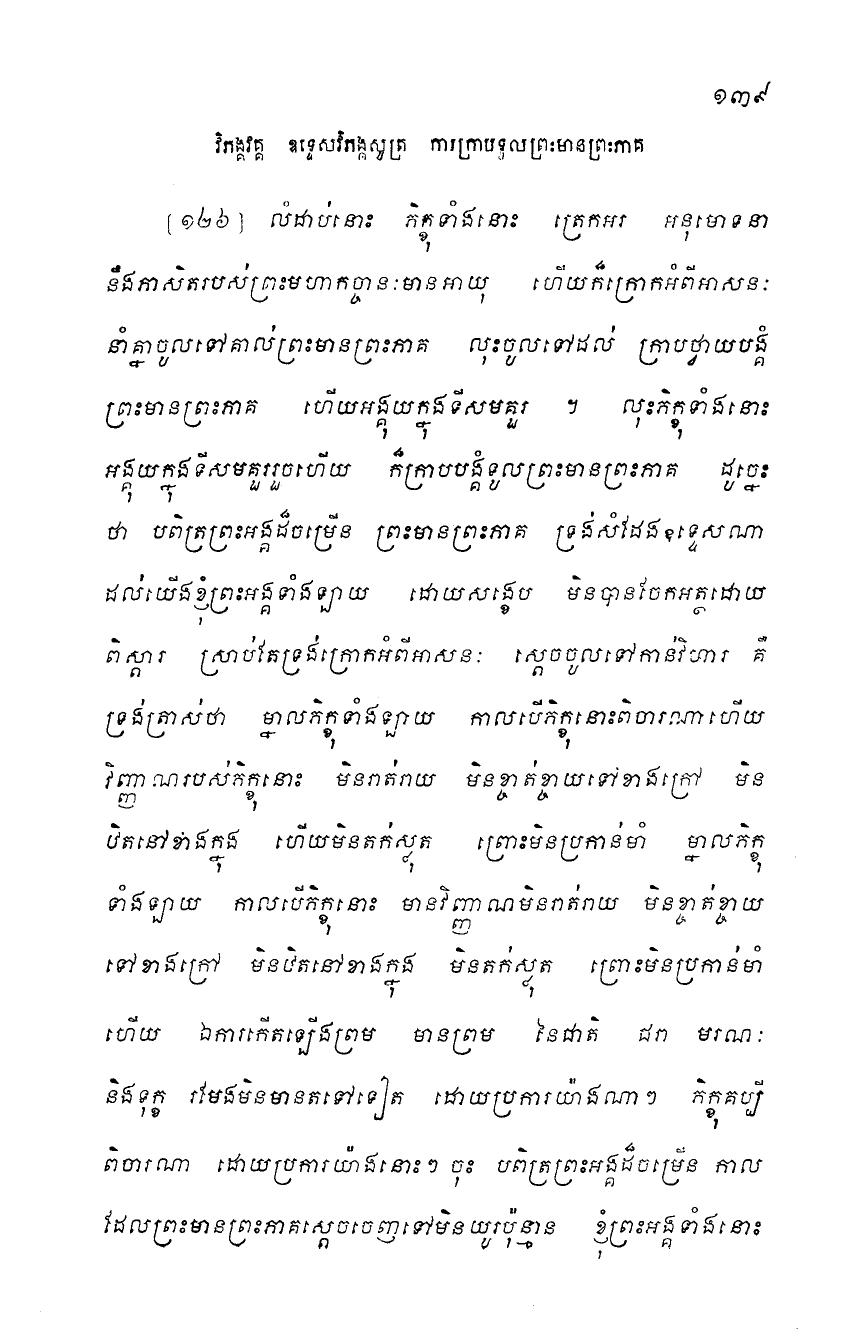 ១៣៩
វិភង្គវគ្គ ឧទ្ទេសវិភង្គសូត្រ ការក្រាបទូលព្រះមានព្រះភាគ
[១២៦] លំដាប់នោះ ភិក្ខុទាំងនោះ ត្រេកអរ អនុមោទនា
នឹងភាសិតរបស់ព្រះមហាកច្ចានៈមានអាយុ ហើយក៏ក្រោកអំពីអាសនៈ
នាំគ្នាចូលទៅគាល់ព្រះមានព្រះភាគ លុះចូលទៅដល់ ក្រាបថ្វាយបង្គំ
ព្រះមានព្រះភាគ ហើយអង្គុយក្នុងទីសមគួរ ។ លុះភិក្ខុទាំងនោះ
អង្គុយក្នុងទីសមគួររួចហើយ ក៏ក្រាបបង្គំទូលព្រះមានព្រះភាគ ដូច្នេះ
ថា បពិត្រព្រះអង្គដ៏ចម្រើន ព្រះមានព្រះភាគ ទ្រង់សំដែងឧទ្ទេសណា
ដល់យើងខ្ញុំព្រះអង្គទាំងឡាយ ដោយសង្ខេប មិនបានចែកអត្ថដោយ
ពិស្តារ ស្រាប់តែទ្រង់ក្រោកអំពីអាសនៈ ស្តេចចូលទៅកាន់វិហារ គឺ
ទ្រង់ត្រាស់ថា ម្នាលភិក្ខុទាំងឡាយ កាលបើភិក្ខុនោះពិចារណាហើយ
វិញ្ញាណរបស់ភិក្ខុនោះ មិនរាត់រាយ មិនខ្ចាត់ខ្ចាយទៅខាងក្រៅ មិន
ឋិតនៅខាងក្នុង ហើយមិនតក់ស្លុត ព្រោះមិនប្រកាន់មាំ ម្នាលភិក្ខុ
ទាំងឡាយ កាលបើភិក្ខុនោះ មានវិញ្ញាណមិនរាត់រាយ មិនខ្ចាត់ខ្ចាយ
ទៅខាងក្រៅ មិនឋិតនៅខាងក្នុង មិនតក់ស្លុត ព្រោះមិនប្រកាន់មាំ
ហើយ ឯការកើតឡើងព្រម មានព្រម នៃជាតិ ជរា មរណៈ
និងទុក្ខ រមែងមិនមានតទៅទៀត ដោយប្រការយ៉ាងណាៗ ភិក្ខុគប្បី
ពិចារណា ដោយប្រការយ៉ាងនោះៗ ចុះ បពិត្រព្រះអង្គដ៏ចម្រើន កាល
ដែលព្រះមានព្រះភាគស្តេចចេញទៅមិនយូរប៉ុន្មាន ខ្ញុំព្រះអង្គទាំងនោះ